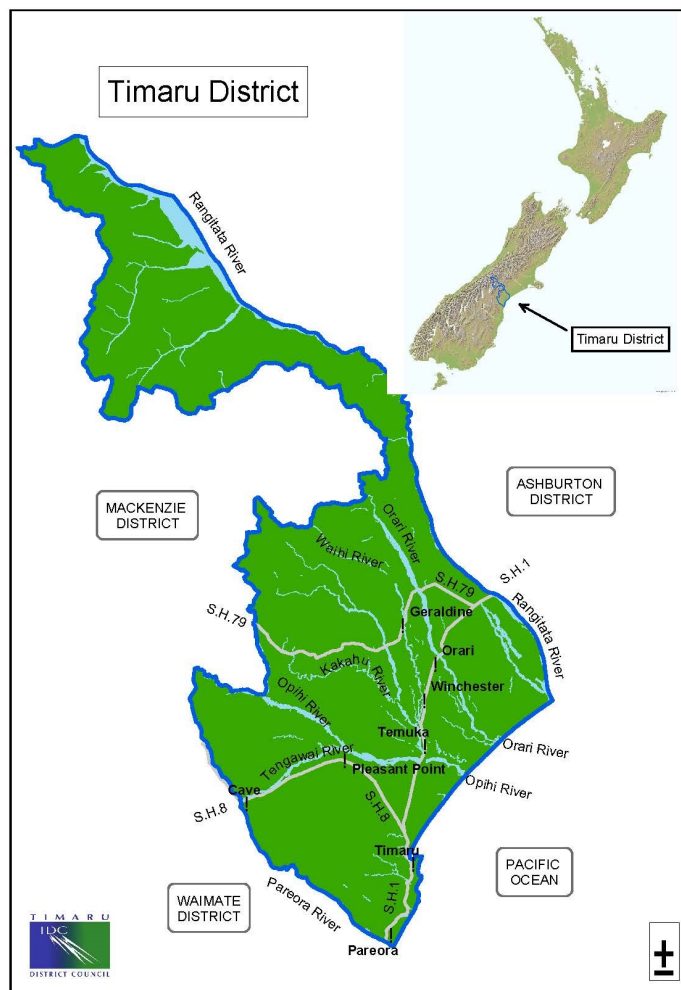 Timaru District
Rangitata River
Timaru District
MACKENZIE
DISTRICT
ASHBURTON
DISTRICT
Orari River
Waihi River
S.H.79
S.H.1
Rangitata River
S.H.79
Geraldine
Orari
Kakahu River
Winchester
Opihi River
Temuka
Orari River
Tengawai River
Pleasant Point
Opihi River
Cave
S.H.8
S.H.8
Timaru
PACIFIC
OCEAN
WAIMATE
DISTRICT
Pareora River
S.H.1
Pareora
TIMARU
DISTRICT COUNCIL